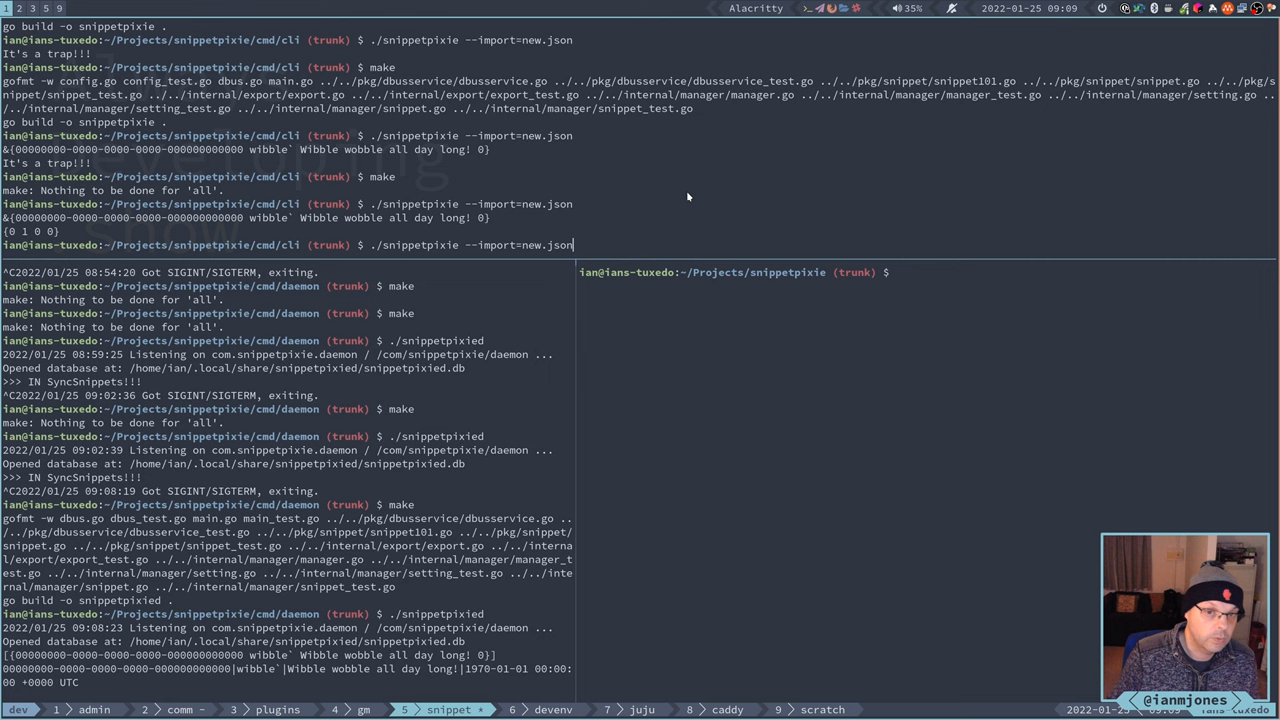 1 2 3 5 9
Alacritty
35%
2022-01-25 09:09
go build -o snippetpixie .
ian@ians-tuxedo:~/Projects/snippetpixie/cmd/cli (trunk) $ ./snippetpixie --import=new.json
It's a trap!!!
ian@ians-tuxedo:~/Projects/snippetpixie/cmd/cli (trunk) $ make
gofmt -w config.go config_test.go dbus.go main.go ../../pkg/dbusservice/dbusservice.go ../../pkg/dbusservice/dbusservice_test.go ../../pkg/snippet/snippet101.go ../../pkg/snippet/snippet.go ../../pkg/s
nippet/snippet_test.go ../../internal/export/export.go ../../internal/export/export_test.go ../../internal/manager/manager.go ../../internal/manager/manager_test.go ../../internal/manager/setting.go ..
/../internal/manager/setting_test.go ../../internal/manager/snippet.go ../../internal/manager/snippet_test.go
go build -o snippetpixie .
ian@ians-tuxedo:~/Projects/snippetpixie/cmd/cli (trunk) $ ./snippetpixie --import=new.json
&{00000000-0000-0000-0000-000000000000 wibble` Wibble wobble all day long! 0}
It's a trap!!!
ian@ians-tuxedo:~/Projects/snippetpixie/cmd/cli (trunk) $ make
make: Nothing to be done for 'all'.
ian@ians-tuxedo:~/Projects/snippetpixie/cmd/cli (trunk) $ ./snippetpixie --import=new.json
&{00000000-0000-0000-0000-000000000000 wibble` Wibble wobble all day long! 0}
{0 1 0 0}
ian@ians-tuxedo:~/Projects/snippetpixie/cmd/cli (trunk) $ ./snippetpixie --import=new.json
^C2022/01/25 08:54:20 Got SIGINT/SIGTERM, exiting.
ian@ians-tuxedo:~/Projects/snippetpixie/cmd/daemon (trunk) $ make
make: Nothing to be done for 'all'.
ian@ians-tuxedo:~/Projects/snippetpixie/cmd/daemon (trunk) $ make
make: Nothing to be done for 'all'.
ian@ians-tuxedo:~/Projects/snippetpixie/cmd/daemon (trunk) $ ./snippetpixied
2022/01/25 08:59:25 Listening on com.snippetpixie.daemon / /com/snippetpixie/daemon ...
Opened database at: /home/ian/.local/share/snippetpixied/snippetpixied.db
>>> IN SyncSnippets!!!
^C2022/01/25 09:02:36 Got SIGINT/SIGTERM, exiting.
ian@ians-tuxedo:~/Projects/snippetpixie/cmd/daemon (trunk) $ make
make: Nothing to be done for 'all'.
ian@ians-tuxedo:~/Projects/snippetpixie/cmd/daemon (trunk) $ ./snippetpixied
2022/01/25 09:02:39 Listening on com.snippetpixie.daemon / /com/snippetpixie/daemon ...
Opened database at: /home/ian/.local/share/snippetpixied/snippetpixied.db
>>> IN SyncSnippets!!!
^C2022/01/25 09:08:19 Got SIGINT/SIGTERM, exiting.
ian@ians-tuxedo:~/Projects/snippetpixie/cmd/daemon (trunk) $ make
gofmt -w dbus.go dbus_test.go main.go main_test.go ../../pkg/dbusservice/dbusservice.go ..
/../pkg/dbusservice/dbusservice_test.go ../../pkg/snippet/snippet101.go ../../pkg/snippet/
snippet.go ../../pkg/snippet/snippet_test.go ../../internal/export/export.go ../../interna
l/export/export_test.go ../../internal/manager/manager.go ../../internal/manager/manager_t
est.go ../../internal/manager/setting.go ../../internal/manager/setting_test.go ../../inte
rnal/manager/snippet.go ../../internal/manager/snippet_test.go
go build -o snippetpixied .
ian@ians-tuxedo:~/Projects/snippetpixie/cmd/daemon (trunk) $ ./snippetpixied
2022/01/25 09:08:23 Listening on com.snippetpixie.daemon / /com/snippetpixie/daemon ...
Opened database at: /home/ian/.local/share/snippetpixied/snippetpixied.db
[{00000000-0000-0000-0000-000000000000 wibble` Wibble wobble all day long! 0}]
00000000-0000-0000-0000-000000000000|wibble`|Wibble wobble all day long!|1970-01-01 00:00:
00 +0000 UTC
ian@ians-tuxedo:~/Projects/snippetpixie (trunk) $
@ianmjones
dev 1 admin 2 comm - 3 plugins 4 gm 5 snippet * 6 devenv 7 juju 8 caddy 9 scratch